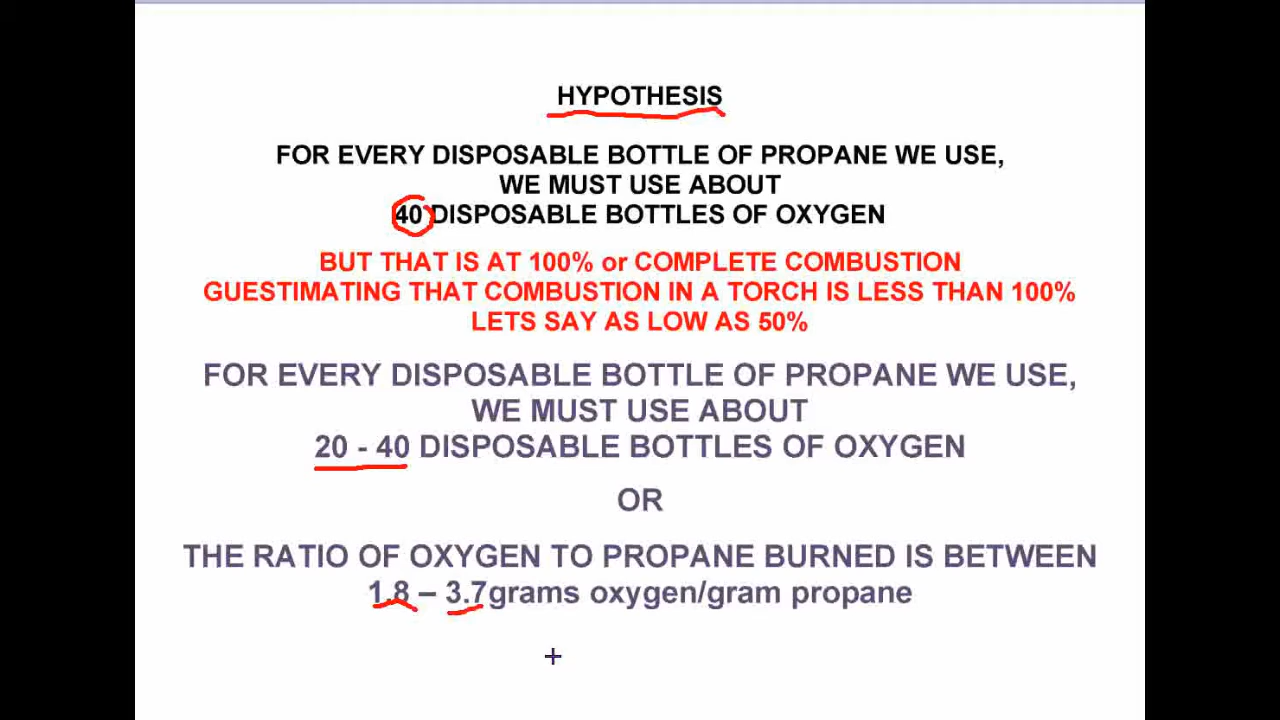 HYPOTHESIS
FOR EVERY DISPOSABLE BOTTLE OF PROPANE WE USE,
WE MUST USE ABOUT
40 DISPOSABLE BOTTLES OF OXYGEN
BUT THAT IS AT 100% or COMPLETE COMBUSTION
GUESTIMATING THAT COMBUSTION IN A TORCH IS LESS THAN 100%
LETS SAY AS LOW AS 50%
FOR EVERY DISPOSABLE BOTTLE OF PROPANE WE USE,
WE MUST USE ABOUT
20 - 40 DISPOSABLE BOTTLES OF OXYGEN
OR
THE RATIO OF OXYGEN TO PROPANE BURNED IS BETWEEN
1.8 – 3.7grams oxygen/gram propane